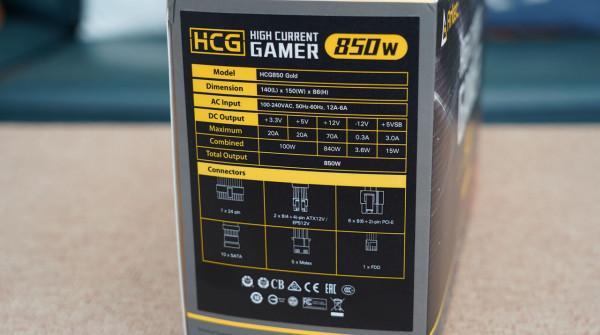 HCG HIGH CURRENT GAMER 850W
Model HCG850 Gold
Dimension 140(L) x 150(W) x 86(H)
AC Input 100-240VAC, 50Hz-60Hz, 12A-6A
DC Output +3.3V +5V +12V -12V +5VSB
Maximum 20A 20A 70A 0.3A 3.0A
Combined 100W 840W 3.6W 15W
Total Output 850W
Connectors
1 x 24-pin 2 x 8(4+4)-pin ATX12V / EPS12V 6 x 8(6+2)-pin PCI-E
10 x SATA 5 x Molex 1 x FDD
CB CE EAC